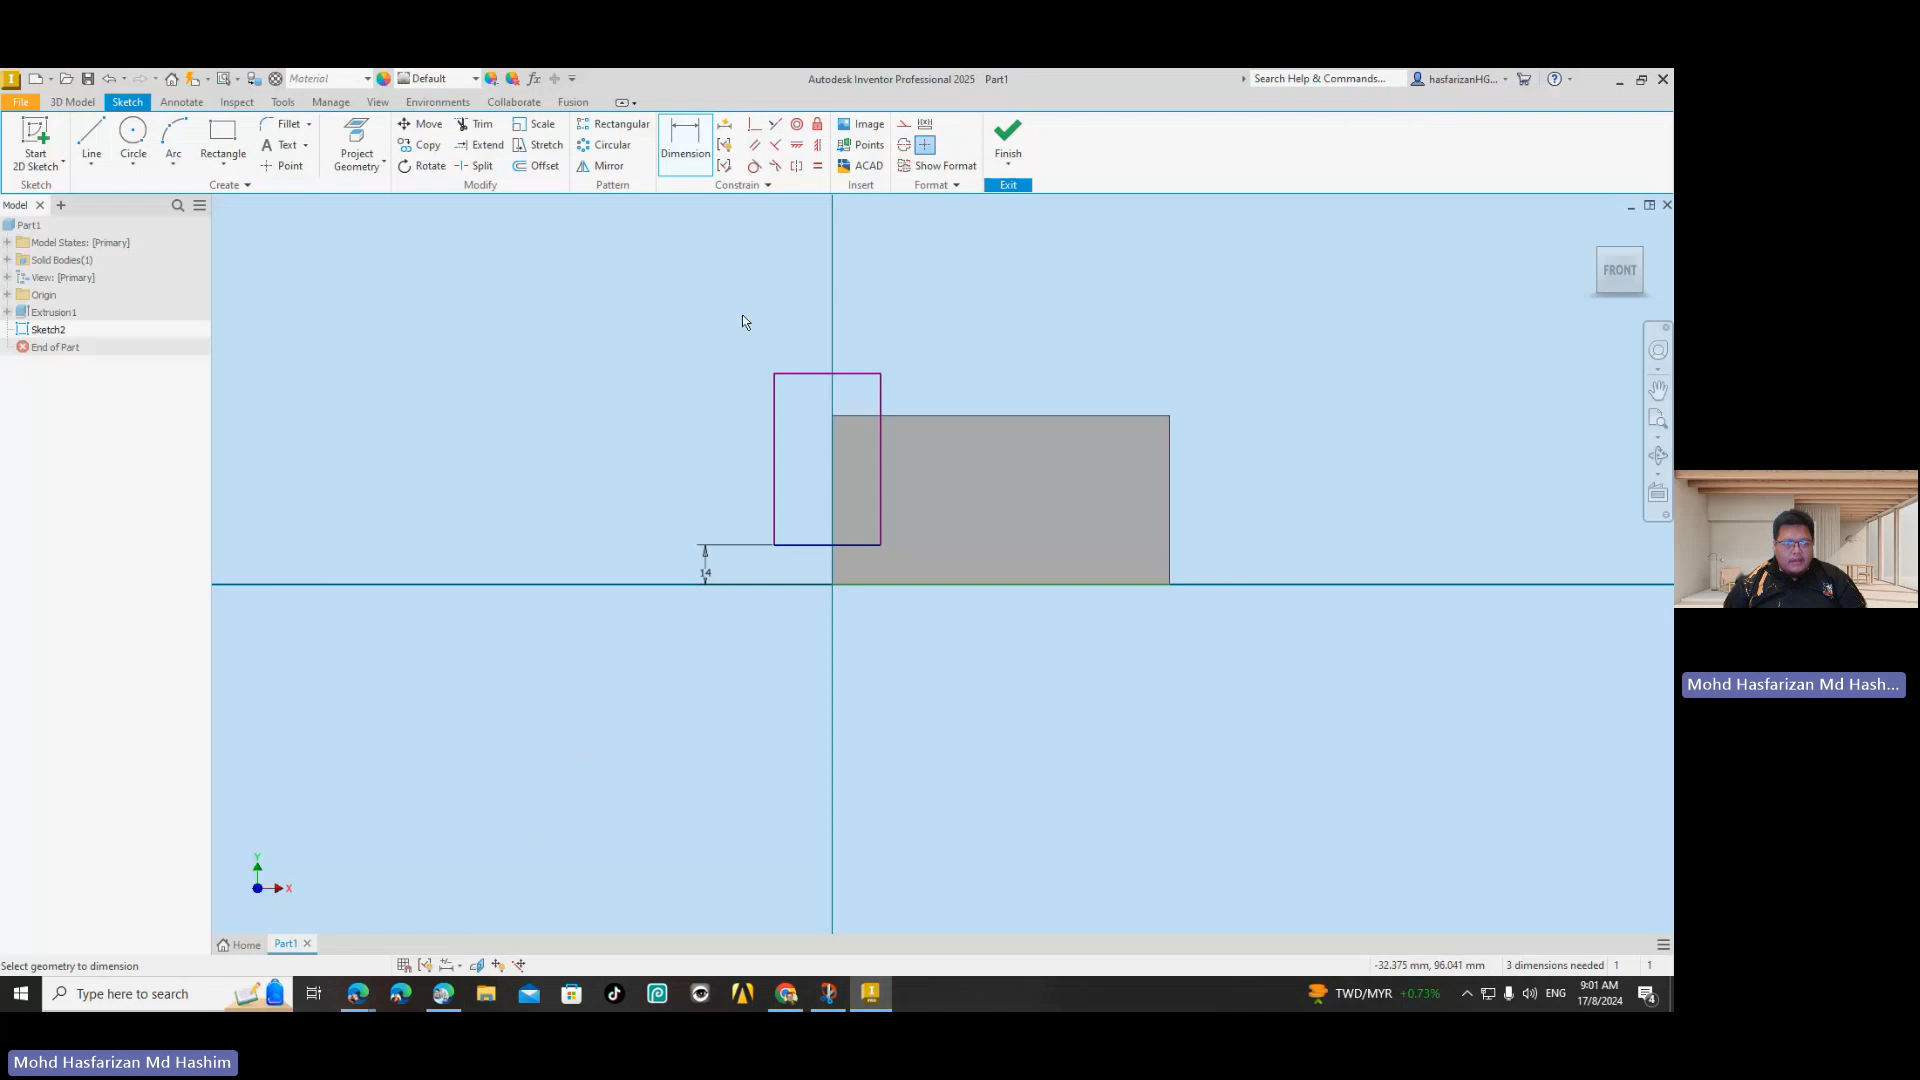 Material
Default
Autodesk Inventor Professional 2025 Part1
Search Help & Commands...
hasfarizanHG...
File 3D Model Sketch Annotate Inspect Tools Manage View Environments Collaborate Fusion
Start
2D Sketch
Line
Circle
Arc
Rectangle
Fillet
Text
Point
Project
Geometry
Move
Copy
Rotate
Trim
Extend
Split
Scale
Stretch
Offset
Rectangular
Circular
Mirror
Dimension
Image
Points
ACAD
Show Format
Finish
Sketch Create Modify Pattern Constrain Insert Format Exit
Model
Part1
Model States: [Primary]
Solid Bodies(1)
View: [Primary]
Origin
Extrusion1
Sketch2
End of Part
FRONT
14
Y
X
Home Part1
Select geometry to dimension
-32.375 mm, 96.041 mm 3 dimensions needed 1 1
Type here to search
TWD/MYR +0.73%
ENG
9:01 AM
17/8/2024
4
Mohd Hasfarizan Md Hash...
Mohd Hasfarizan Md Hashim